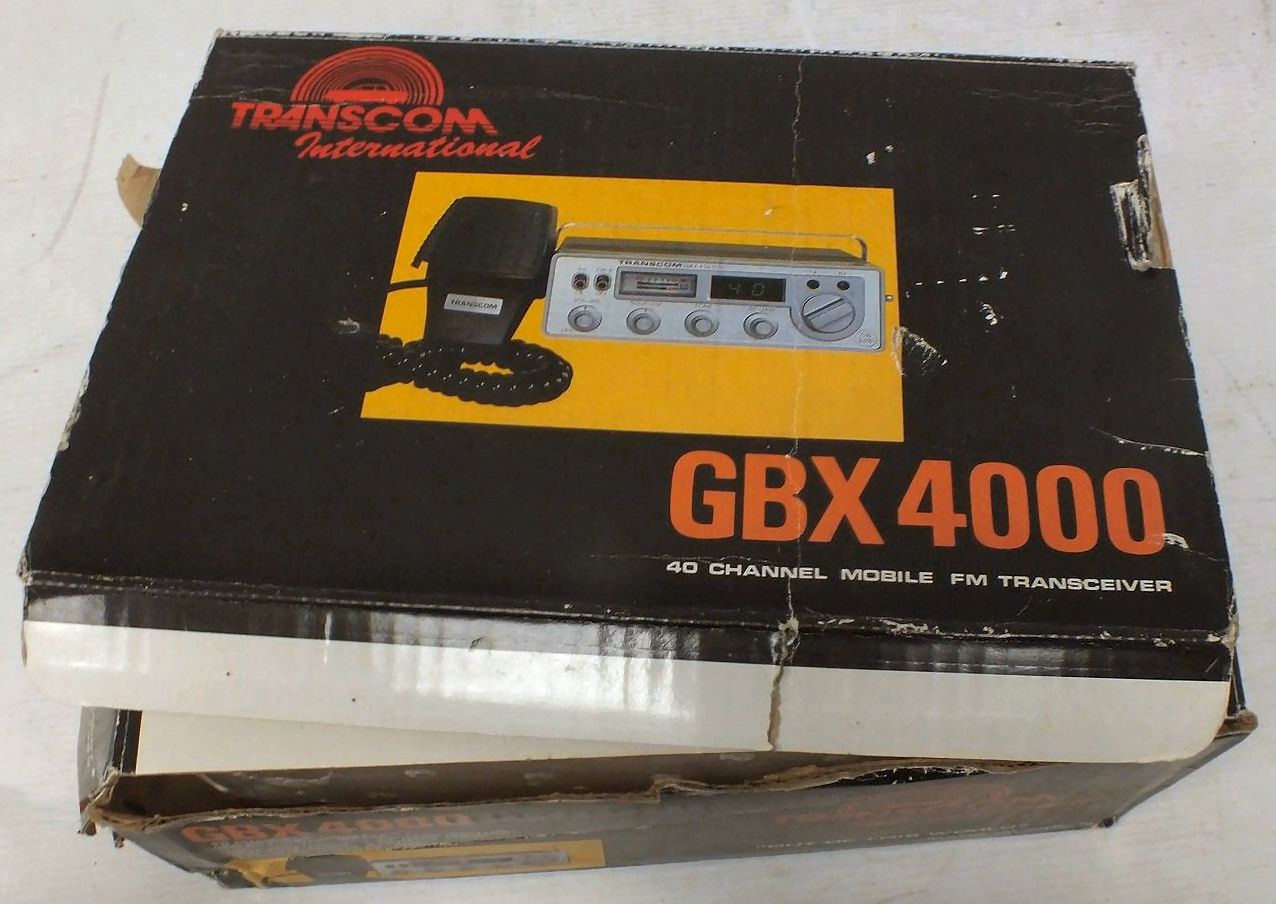 TRANSCOM
International
TRANSCOM
TRANSCOM
40
GBX 4000
40 CHANNEL MOBILE FM TRANSCEIVER
GBX 4000